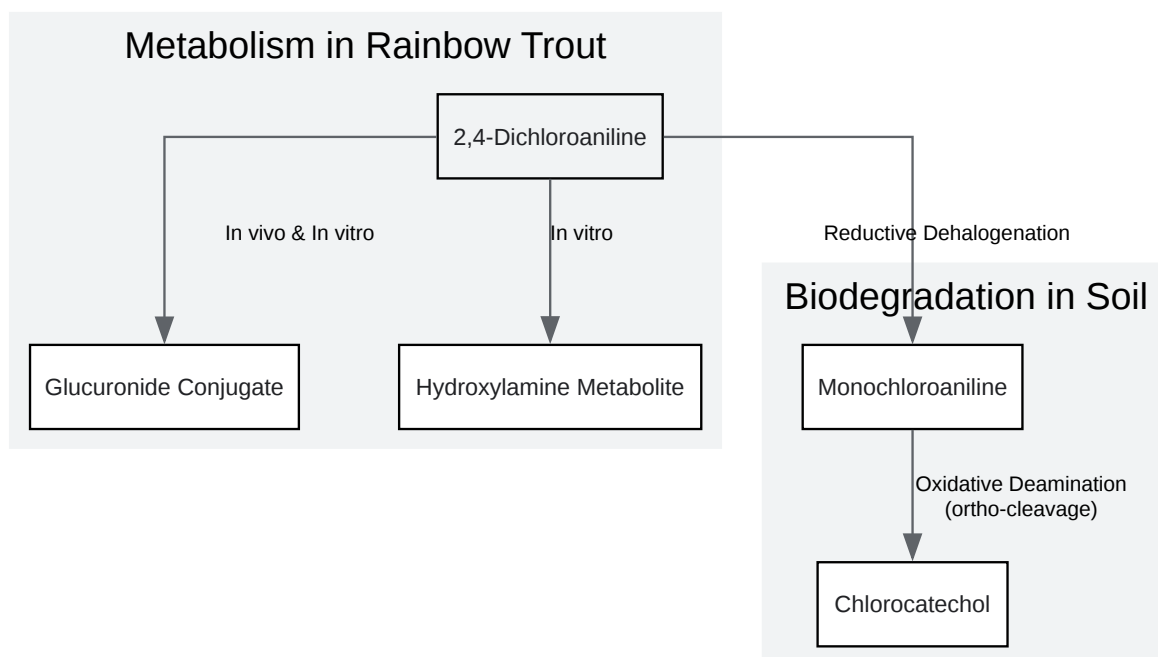 Metabolism in Rainbow Trout
2,4-Dichloroaniline
In vivo & In vitro
In vitro
Reductive Dehalogenation
Biodegradation in Soil
Glucuronide Conjugate
Hydroxylamine Metabolite
Monochloroaniline
Oxidative Deamination
(ortho-cleavage)
Chlorocatechol